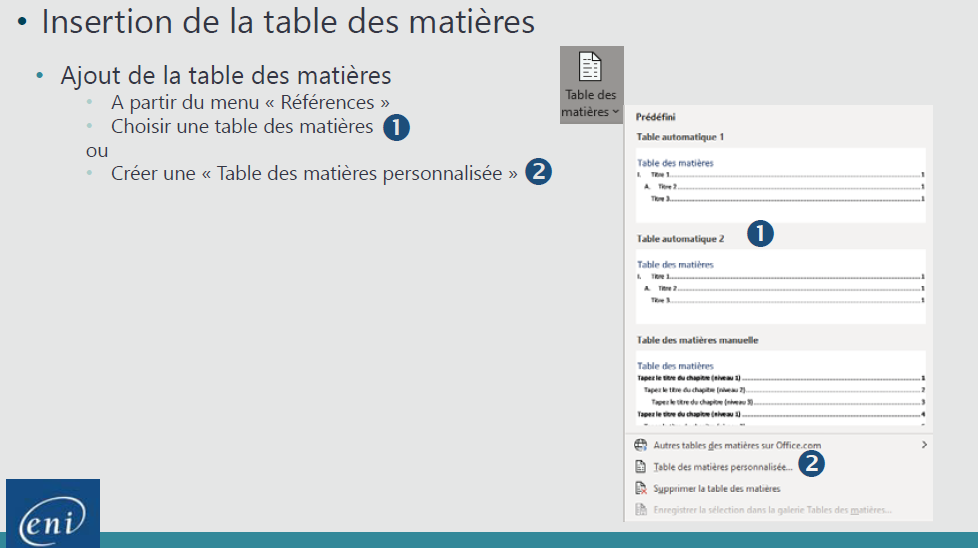 • Insertion de la table des matières
• Ajout de la table des matières
• A partir du menu « Références »
• Choisir une table des matières 1
ou
• Créer une « Table des matières personnalisée » 2
Table des
matières
Prédéfini
Table automatique 1
Table des matières
I. Titre 1 1
A. Titre 2 1
Titre 3 1
Table automatique 2 1
Table des matières
I. Titre 1 1
A. Titre 2 1
Titre 3 1
Table des matières manuelle
Table des matières
Tapez le titre du chapitre (niveau 1) 1
Tapez le titre du chapitre (niveau 2) 2
Tapez le titre du chapitre (niveau 3) 3
Tapez le titre du chapitre (niveau 1) 4
Autres tables des matières sur Office.com
Table des matières personnalisée... 2
Supprimer la table des matières
Enregistrer la sélection dans la galerie Tables des matières...
eni